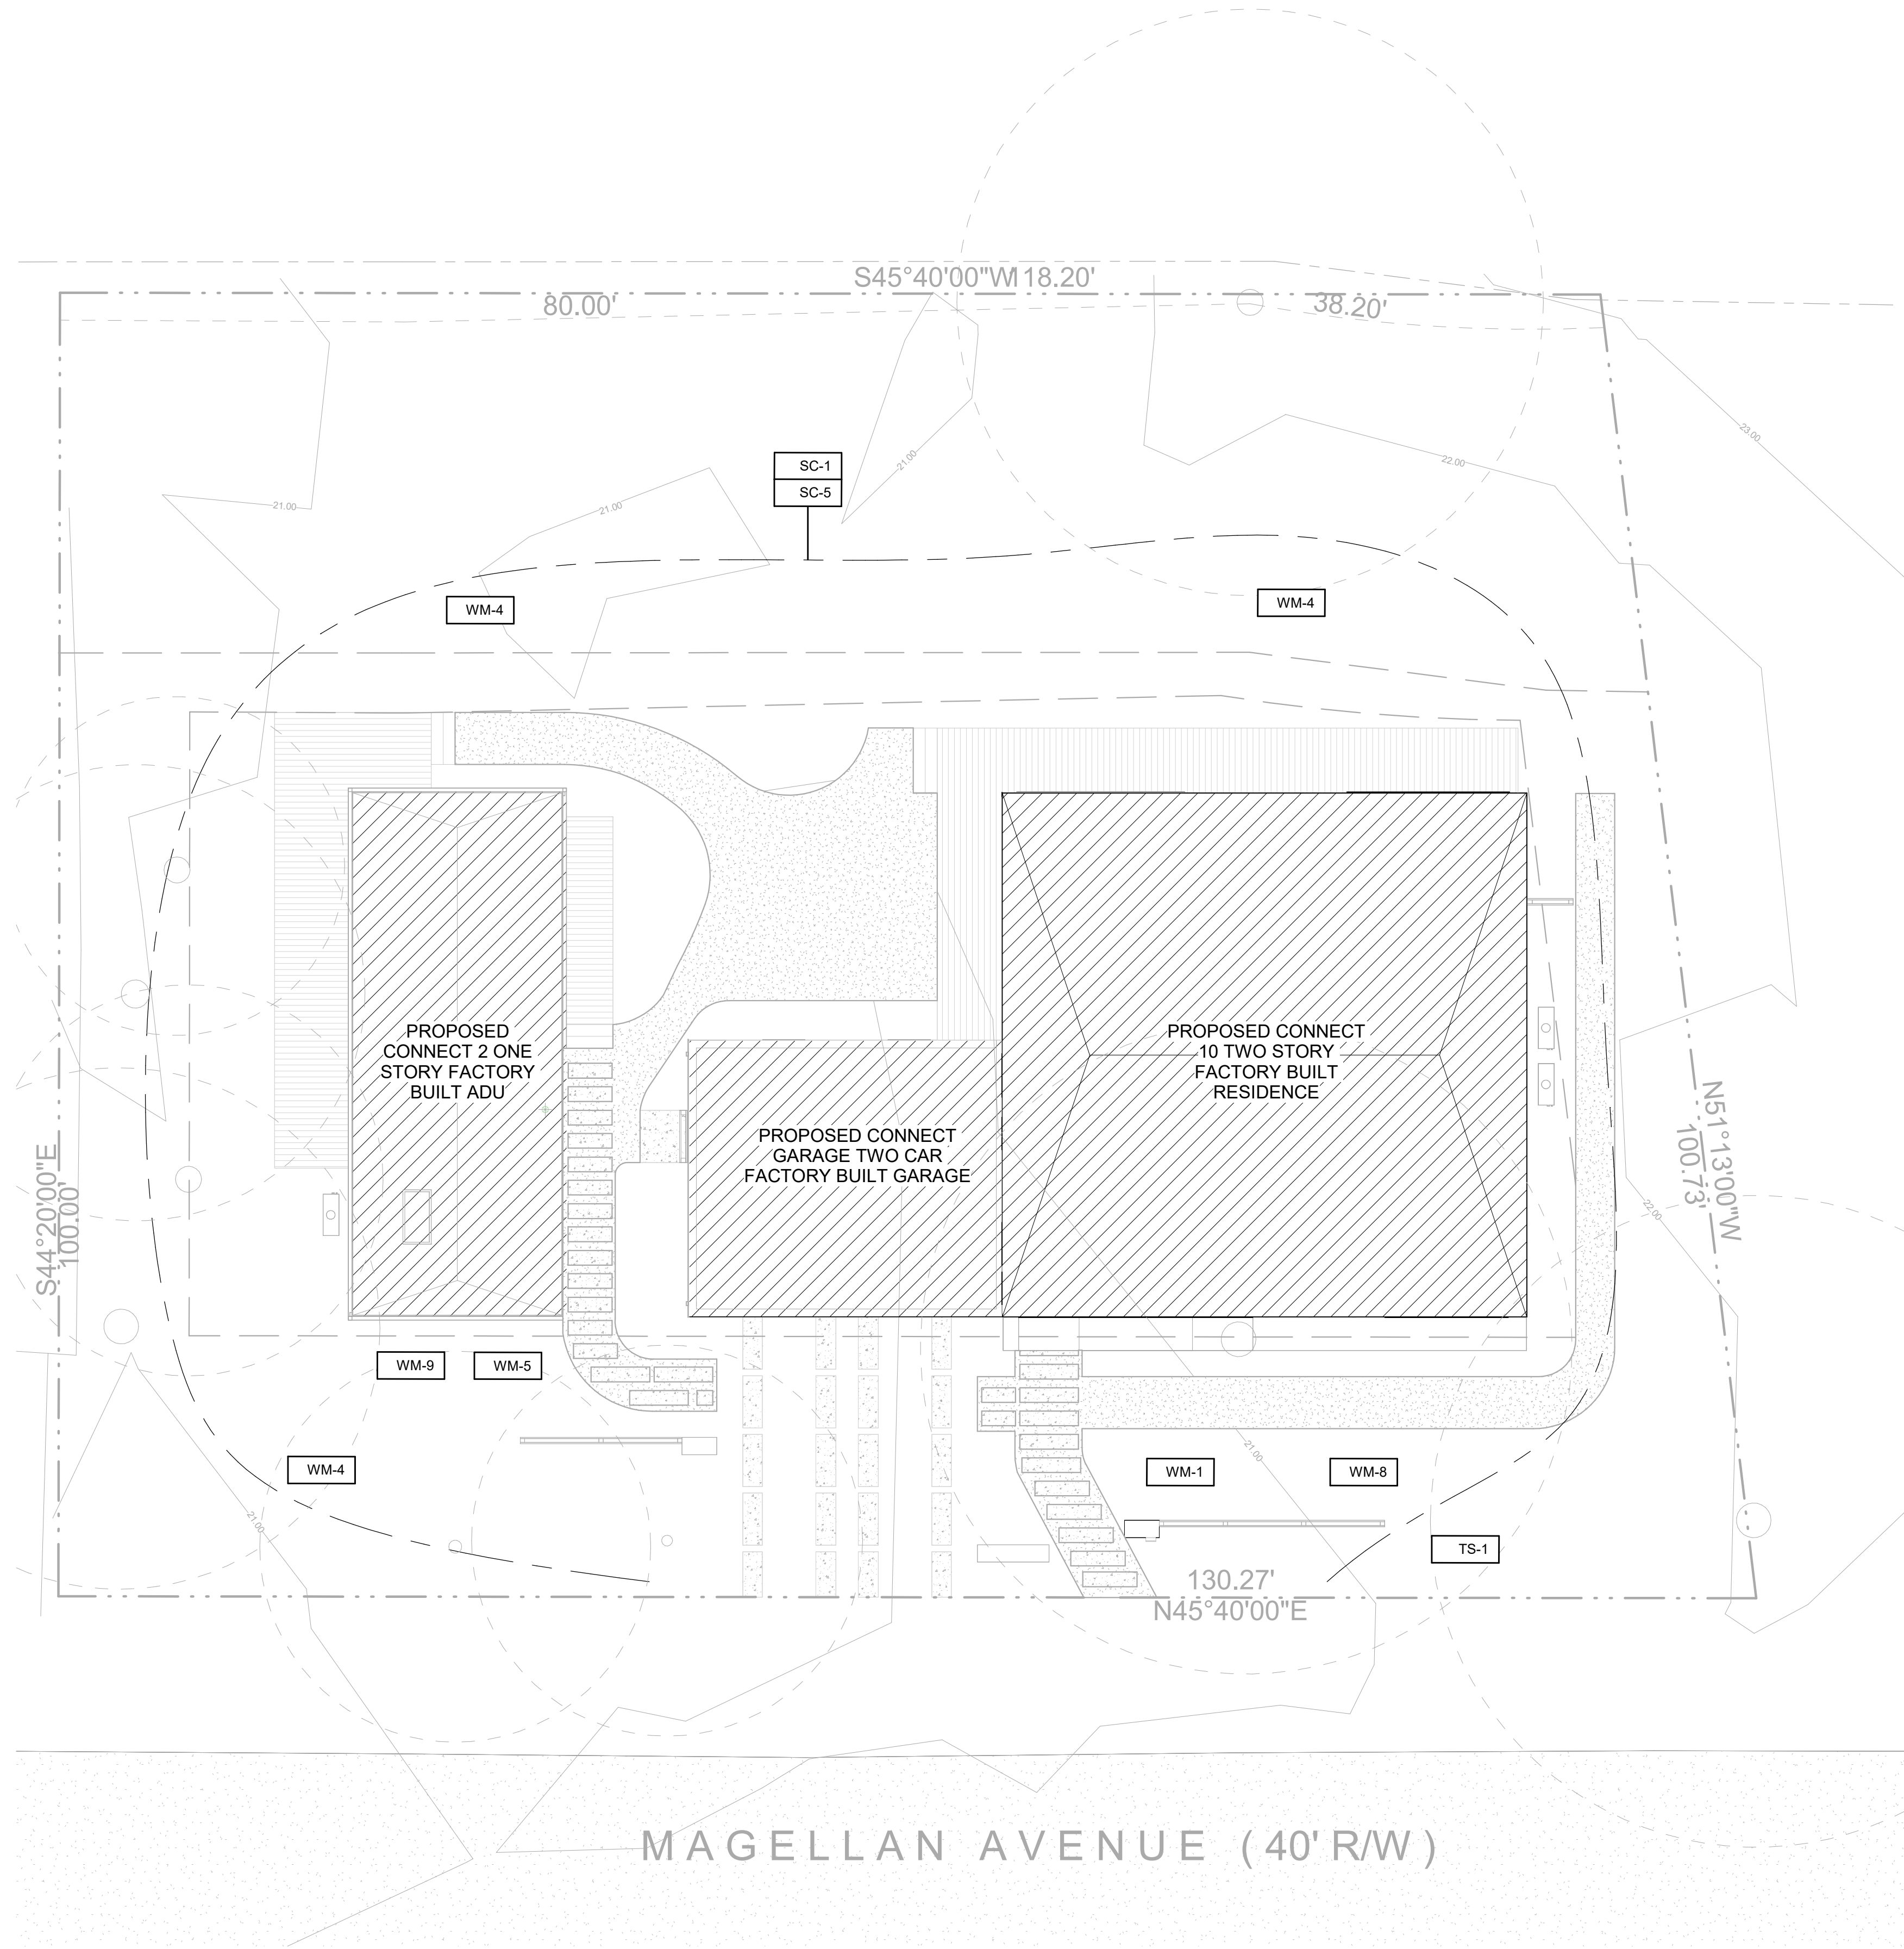 S45°40'00"W118.20'
80.00'
38.20'
23.00
21.00
22.00
SC-1
SC-5
21.00
21.00
WM-4
WM-4
PROPOSED
CONNECT 2 ONE
STORY FACTORY
BUILT ADU
PROPOSED CONNECT
10 TWO STORY
FACTORY BUILT
RESIDENCE
PROPOSED CONNECT
GARAGE TWO CAR
FACTORY BUILT GARAGE
S44°20'00"E
100.00'
N51°13'00"W
100.73'
22.00
WM-9
WM-5
WM-4
21.00
WM-1
WM-8
21.00
TS-1
130.27'
N45°40'00"E
MAGELLAN AVENUE (40' R/W)